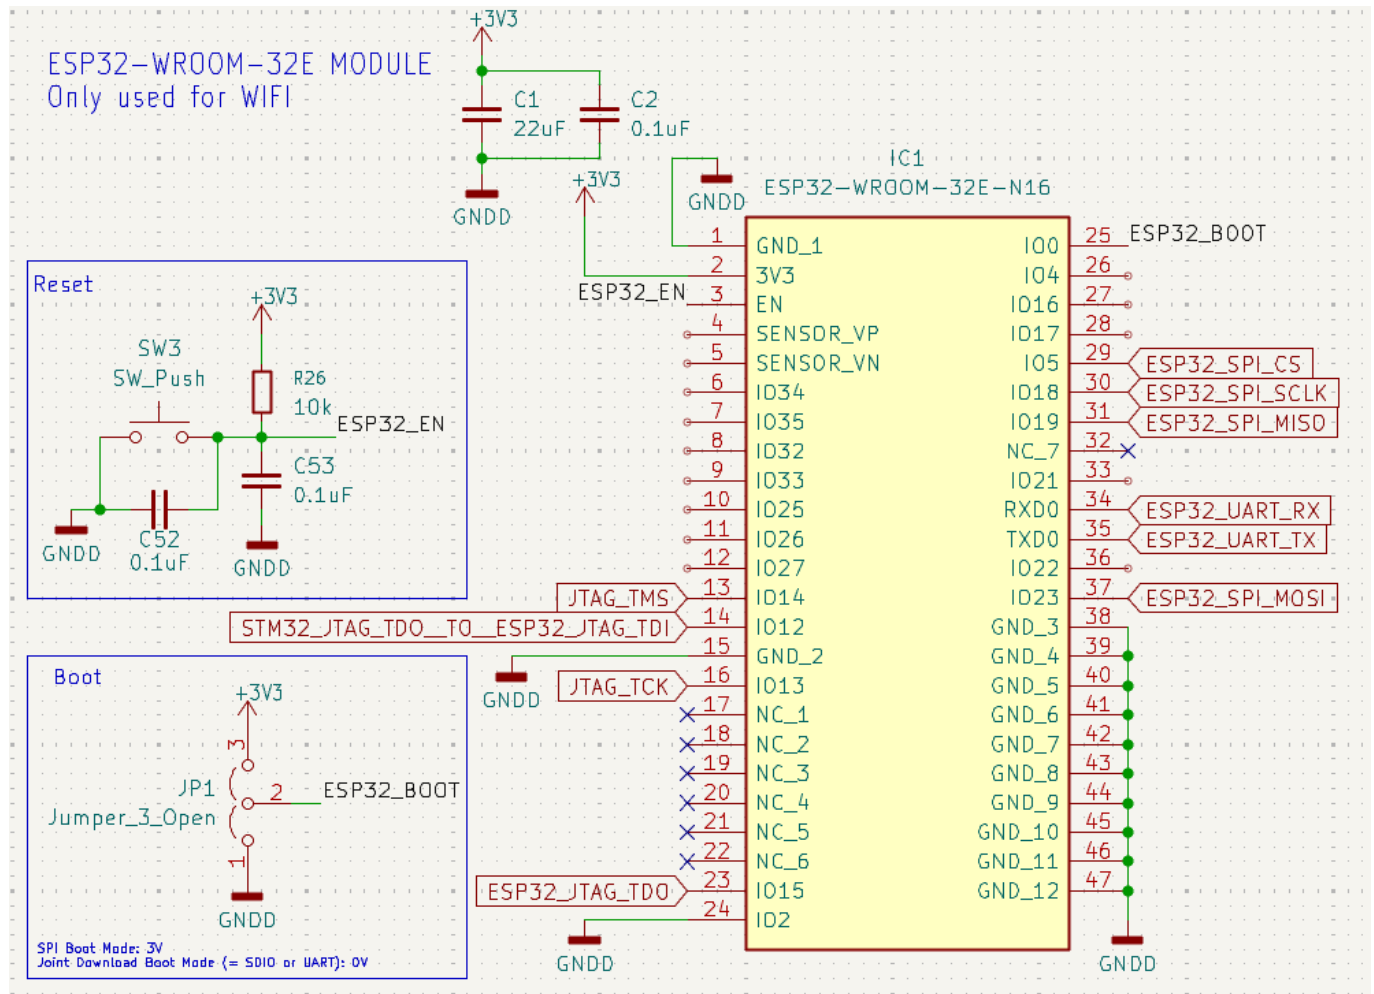 ESP32-WROOM-32E MODULE
Only used for WIFI
+3V3
C1
22uF
C2
0.1uF
GNDD
+3V3
GNDD
IC1
ESP32-WROOM-32E-N16
1 GND_1
2 3V3
ESP32_EN 3 EN
4 SENSOR_VP
5 SENSOR_VN
6 IO34
7 IO35
8 IO32
9 IO33
10 IO25
11 IO26
12 IO27
JTAG_TMS 13 IO14
STM32_JTAG_TDO__TO__ESP32_JTAG_TDI 14 IO12
15 GND_2
GNDD
JTAG_TCK 16 IO13
17 NC_1
18 NC_2
19 NC_3
20 NC_4
21 NC_5
22 NC_6
ESP32_JTAG_TDO 23 IO15
24 IO2
GNDD
IO0 25 ESP32_BOOT
IO4 26
IO16 27
IO17 28
IO5 29 ESP32_SPI_CS
IO18 30 ESP32_SPI_SCLK
IO19 31 ESP32_SPI_MISO
NC_7 32
IO21 33
RXD0 34 ESP32_UART_RX
TXD0 35 ESP32_UART_TX
IO22 36
IO23 37 ESP32_SPI_MOSI
GND_3 38
GND_4 39
GND_5 40
GND_6 41
GND_7 42
GND_8 43
GND_9 44
GND_10 45
GND_11 46
GND_12 47
GNDD
Reset
+3V3
SW3
SW_Push
R26
10k
ESP32_EN
C53
0.1uF
C52
0.1uF
GNDD
GNDD
Boot
+3V3
3
JP1
Jumper_3_Open
2
ESP32_BOOT
1
GNDD
SPI Boot Mode: 3V
Joint Download Boot Mode (= SDIO or UART): 0V